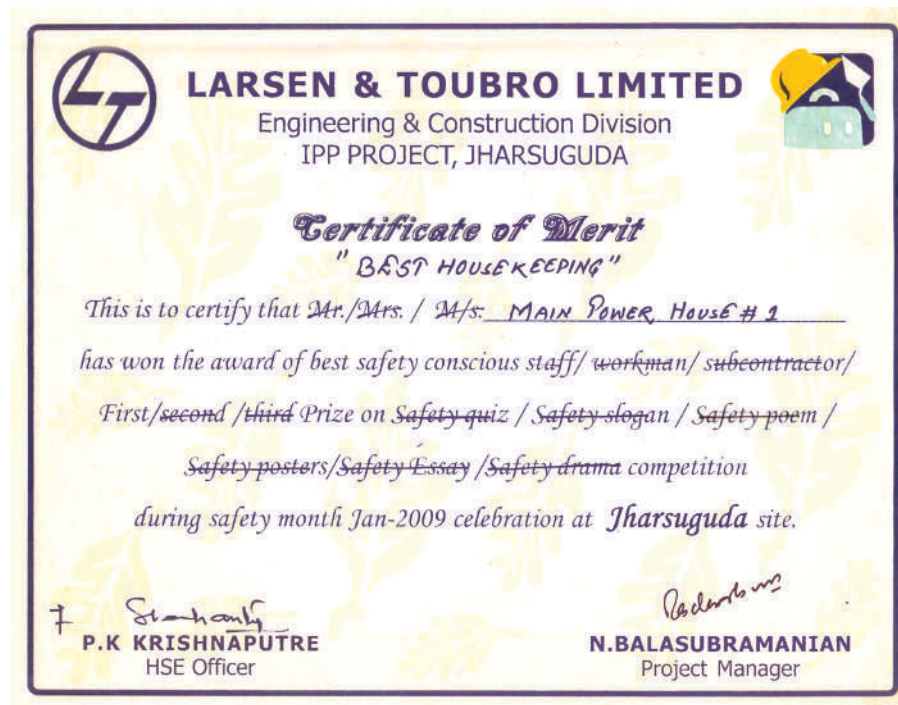 LT
LARSEN & TOUBRO LIMITED
Engineering & Construction Division
IPP PROJECT, JHARSUGUDA
Certificate of Merit
"BEST HOUSEKEEPING"
This is to certify that Mr./Mrs. / M/s. MAIN POWER HOUSE # 1
has won the award of best safety conscious staff/ workman/ subcontractor/
First/second /third Prize on Safety quiz / Safety slogan / Safety poem /
Safety posters/Safety Essay /Safety drama competition
during safety month Jan-2009 celebration at Jharsuguda site.
P.K KRISHNAPUTRE
HSE Officer
N.BALASUBRAMANIAN
Project Manager